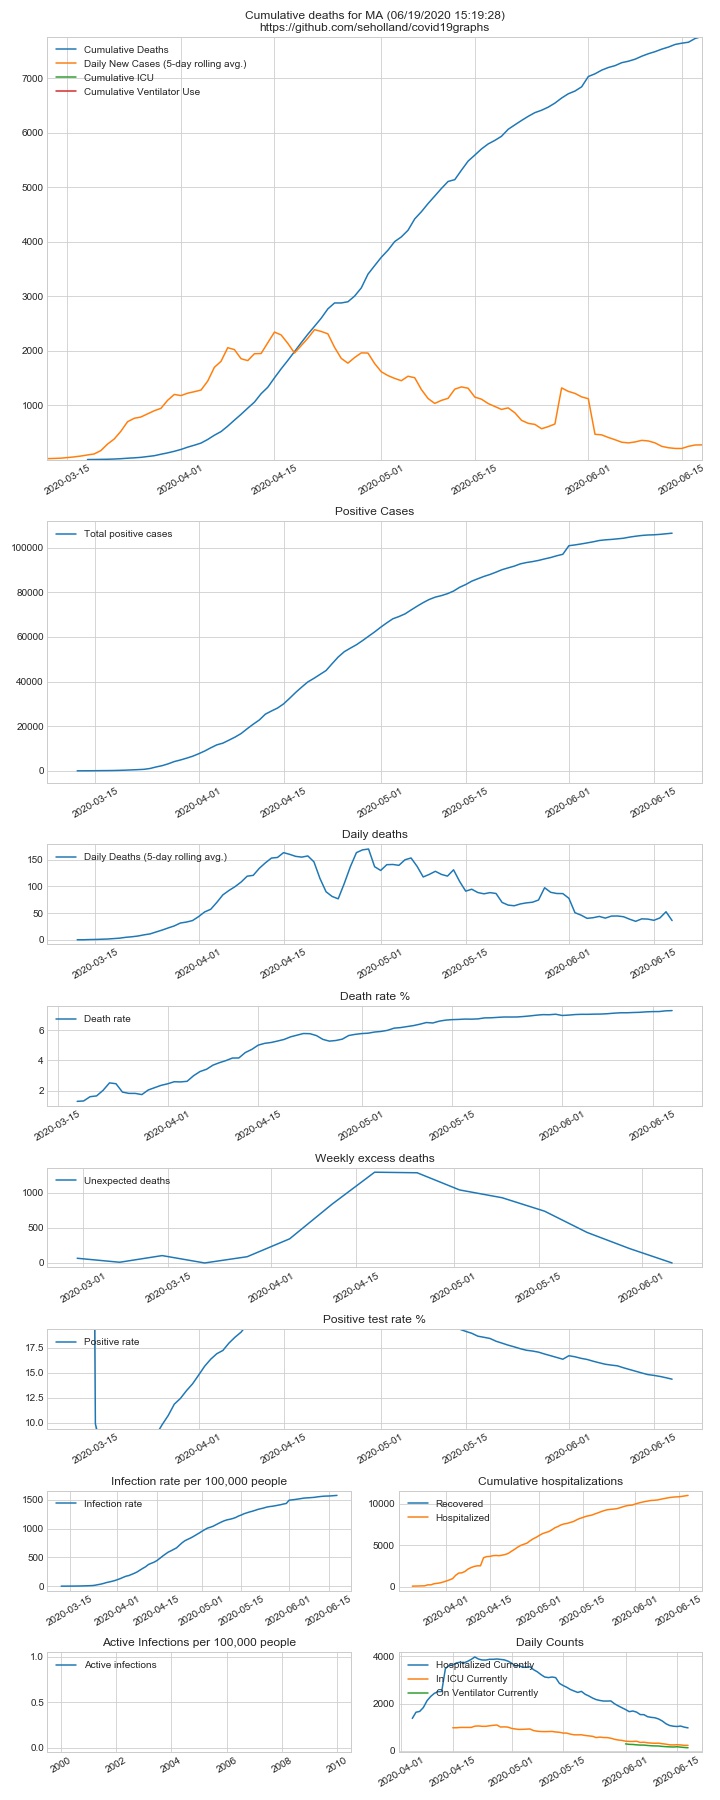 Cumulative deaths for MA (06/19/2020 15:19:28)
https://github.com/seholland/covid19graphs
Cumulative Deaths
Daily New Cases (5-day rolling avg.)
Cumulative ICU
Cumulative Ventilator Use
7000
6000
5000
4000
3000
2000
1000
2020-03-15 2020-04-01 2020-04-15 2020-05-01 2020-05-15 2020-06-01 2020-06-15
Positive Cases
Total positive cases
100000
80000
60000
40000
20000
0
2020-03-15 2020-04-01 2020-04-15 2020-05-01 2020-05-15 2020-06-01 2020-06-15
Daily deaths
Daily Deaths (5-day rolling avg.)
150
100
50
0
2020-03-15 2020-04-01 2020-04-15 2020-05-01 2020-05-15 2020-06-01 2020-06-15
Death rate %
Death rate
6
4
2
2020-03-15 2020-04-01 2020-04-15 2020-05-01 2020-05-15 2020-06-01 2020-06-15
Weekly excess deaths
Unexpected deaths
1000
500
0
2020-03-01 2020-03-15 2020-04-01 2020-04-15 2020-05-01 2020-05-15 2020-06-01
Positive test rate %
Positive rate
17.5
15.0
12.5
10.0
2020-03-15 2020-04-01 2020-04-15 2020-05-01 2020-05-15 2020-06-01 2020-06-15
Infection rate per 100,000 people
Infection rate
1500
1000
500
0
2020-03-15 2020-04-01 2020-04-15 2020-05-01 2020-05-15 2020-06-01 2020-06-15
Cumulative hospitalizations
Recovered
Hospitalized
10000
5000
0
2020-04-01 2020-04-15 2020-05-01 2020-05-15 2020-06-01 2020-06-15
Active Infections per 100,000 people
Active infections
1.0
0.5
0.0
2000 2002 2004 2006 2008 2010
Daily Counts
Hospitalized Currently
In ICU Currently
On Ventilator Currently
4000
2000
0
2020-04-01 2020-04-15 2020-05-01 2020-05-15 2020-06-01 2020-06-15